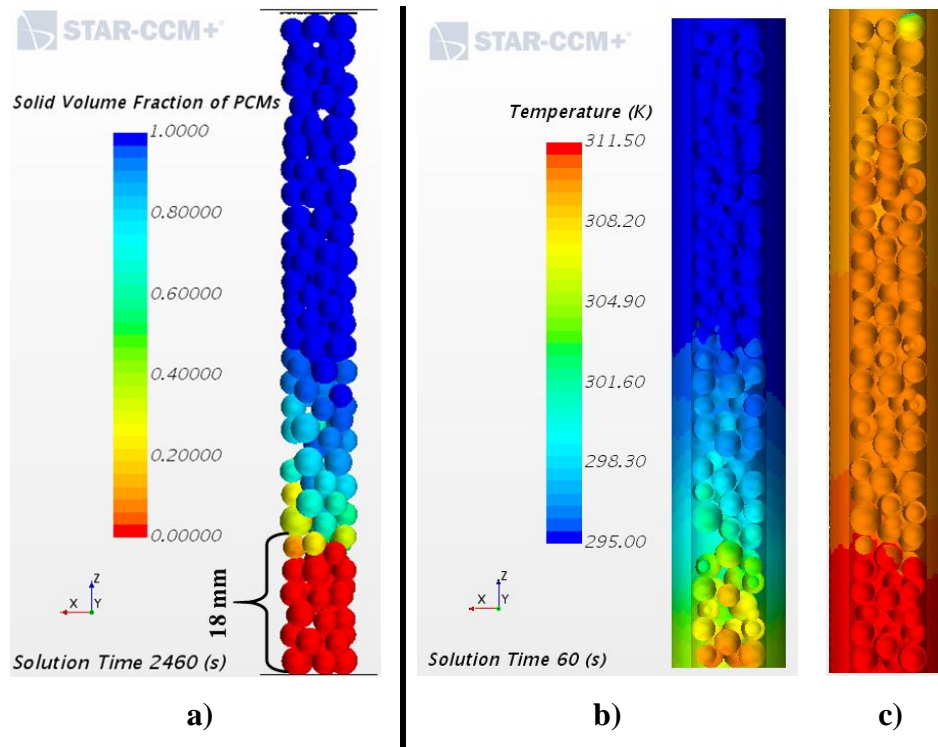 STAR-CCM+®
Solid Volume Fraction of PCMs
1.0000
0.80000
0.60000
0.40000
0.20000
0.00000
18 mm
Z
X
Y
Solution Time 2460 (s)
a)
STAR-CCM+®
Temperature (K)
311.50
308.20
304.90
301.60
298.30
295.00
Z
X
Y
Solution Time 60 (s)
b)
c)